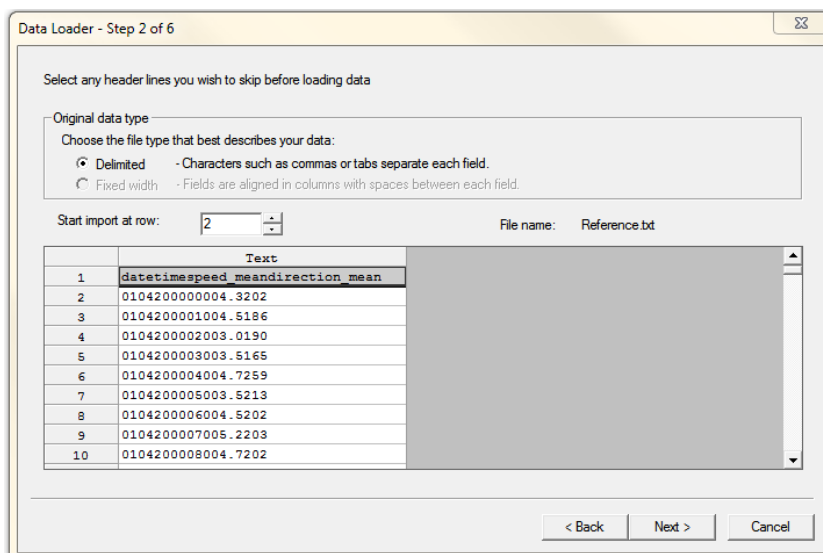 Data Loader - Step 2 of 6
Select any header lines you wish to skip before loading data
Original data type
Choose the file type that best describes your data:
Delimited - Characters such as commas or tabs separate each field.
Fixed width - Fields are aligned in columns with spaces between each field.
Start import at row: 2 File name: Reference.txt
Text
1 datetimespeed_meandirection_mean
2 0104200000004.3202
3 0104200001004.5186
4 0104200002003.0190
5 0104200003003.5165
6 0104200004004.7259
7 0104200005003.5213
8 0104200006004.5202
9 0104200007005.2203
10 0104200008004.7202
< Back Next > Cancel